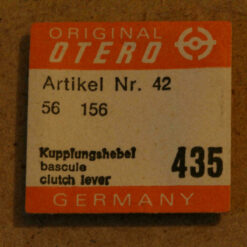 ORIGINAL
OTERO
Artikel Nr. 42
56 156
Kupplungshebel
bascule
clutch lever
435
GERMANY